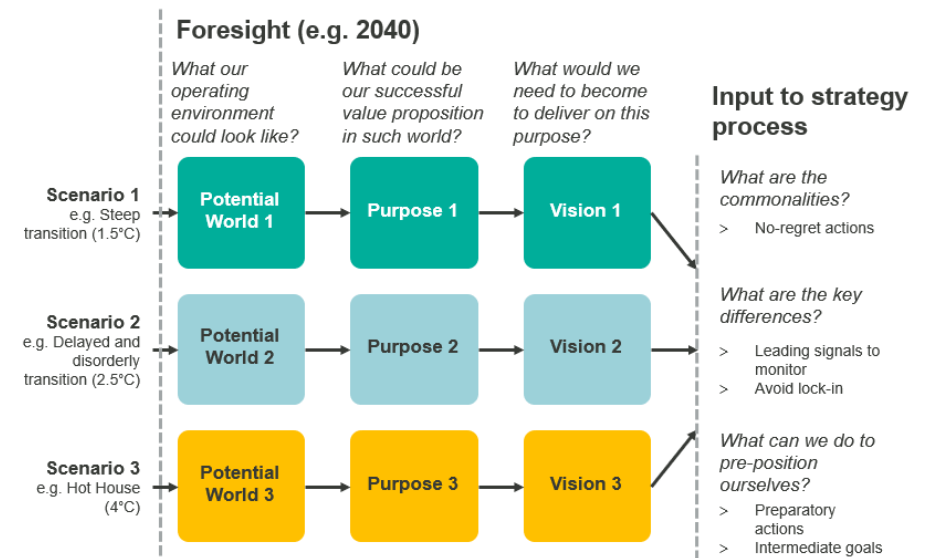 Foresight (e.g. 2040)
What our
operating
environment
could look like?
What could be
our successful
value proposition
in such world?
What would we
need to become
to deliver on this
purpose?
Input to strategy
process
Scenario 1
e.g. Steep
transition (1.5°C)
Potential
World 1
Purpose 1
Vision 1
Scenario 2
e.g. Delayed and
disorderly
transition (2.5°C)
Potential
World 2
Purpose 2
Vision 2
Scenario 3
e.g. Hot House
(4°C)
Potential
World 3
Purpose 3
Vision 3
What are the
commonalities?
> No-regret actions
What are the key
differences?
> Leading signals to
monitor
> Avoid lock-in
What can we do to
pre-position
ourselves?
> Preparatory
actions
> Intermediate goals